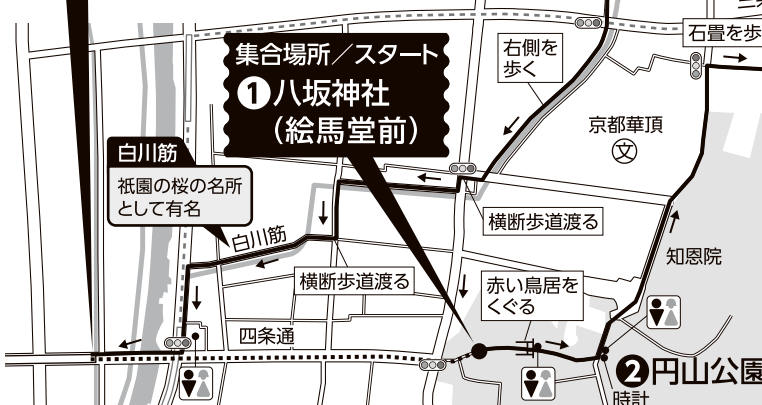 石畳を歩
集合場所／スタート
❶八坂神社
（絵馬堂前）
右側を
歩く
京都華頂
文
白川筋
祇園の桜の名所
として有名
横断歩道渡る
白川筋
知恩院
横断歩道渡る
赤い鳥居を
くぐる
四条通
❷円山公園
時計